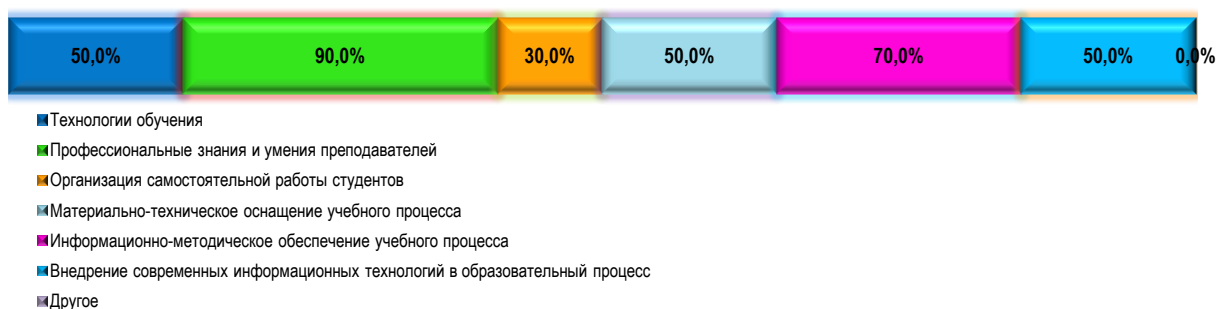 50,0% 90,0% 30,0% 50,0% 70,0% 50,0% 0,0%
Технологии обучения
Профессиональные знания и умения преподавателей
Организация самостоятельной работы студентов
Материально-техническое оснащение учебного процесса
Информационно-методическое обеспечение учебного процесса
Внедрение современных информационных технологий в образовательный процесс
Другое